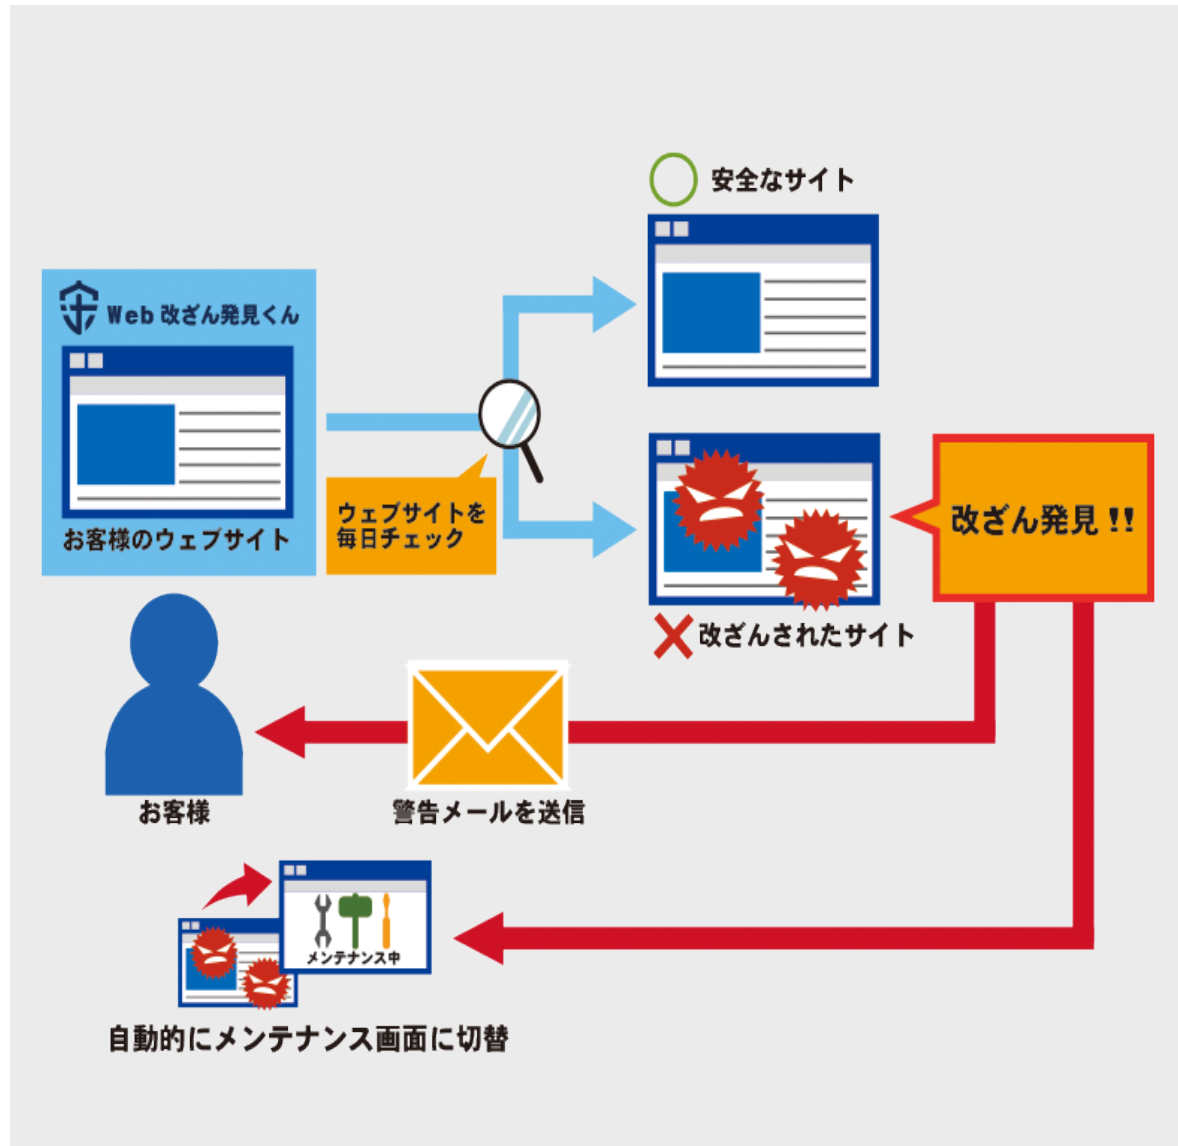 安全なサイト
Web 改ざん発見くん
お客様のウェブサイト
ウェブサイトを
毎日チェック
改ざん発見 !!
改ざんされたサイト
お客様
警告メールを送信
メンテナンス中
自動的にメンテナンス画面に切替